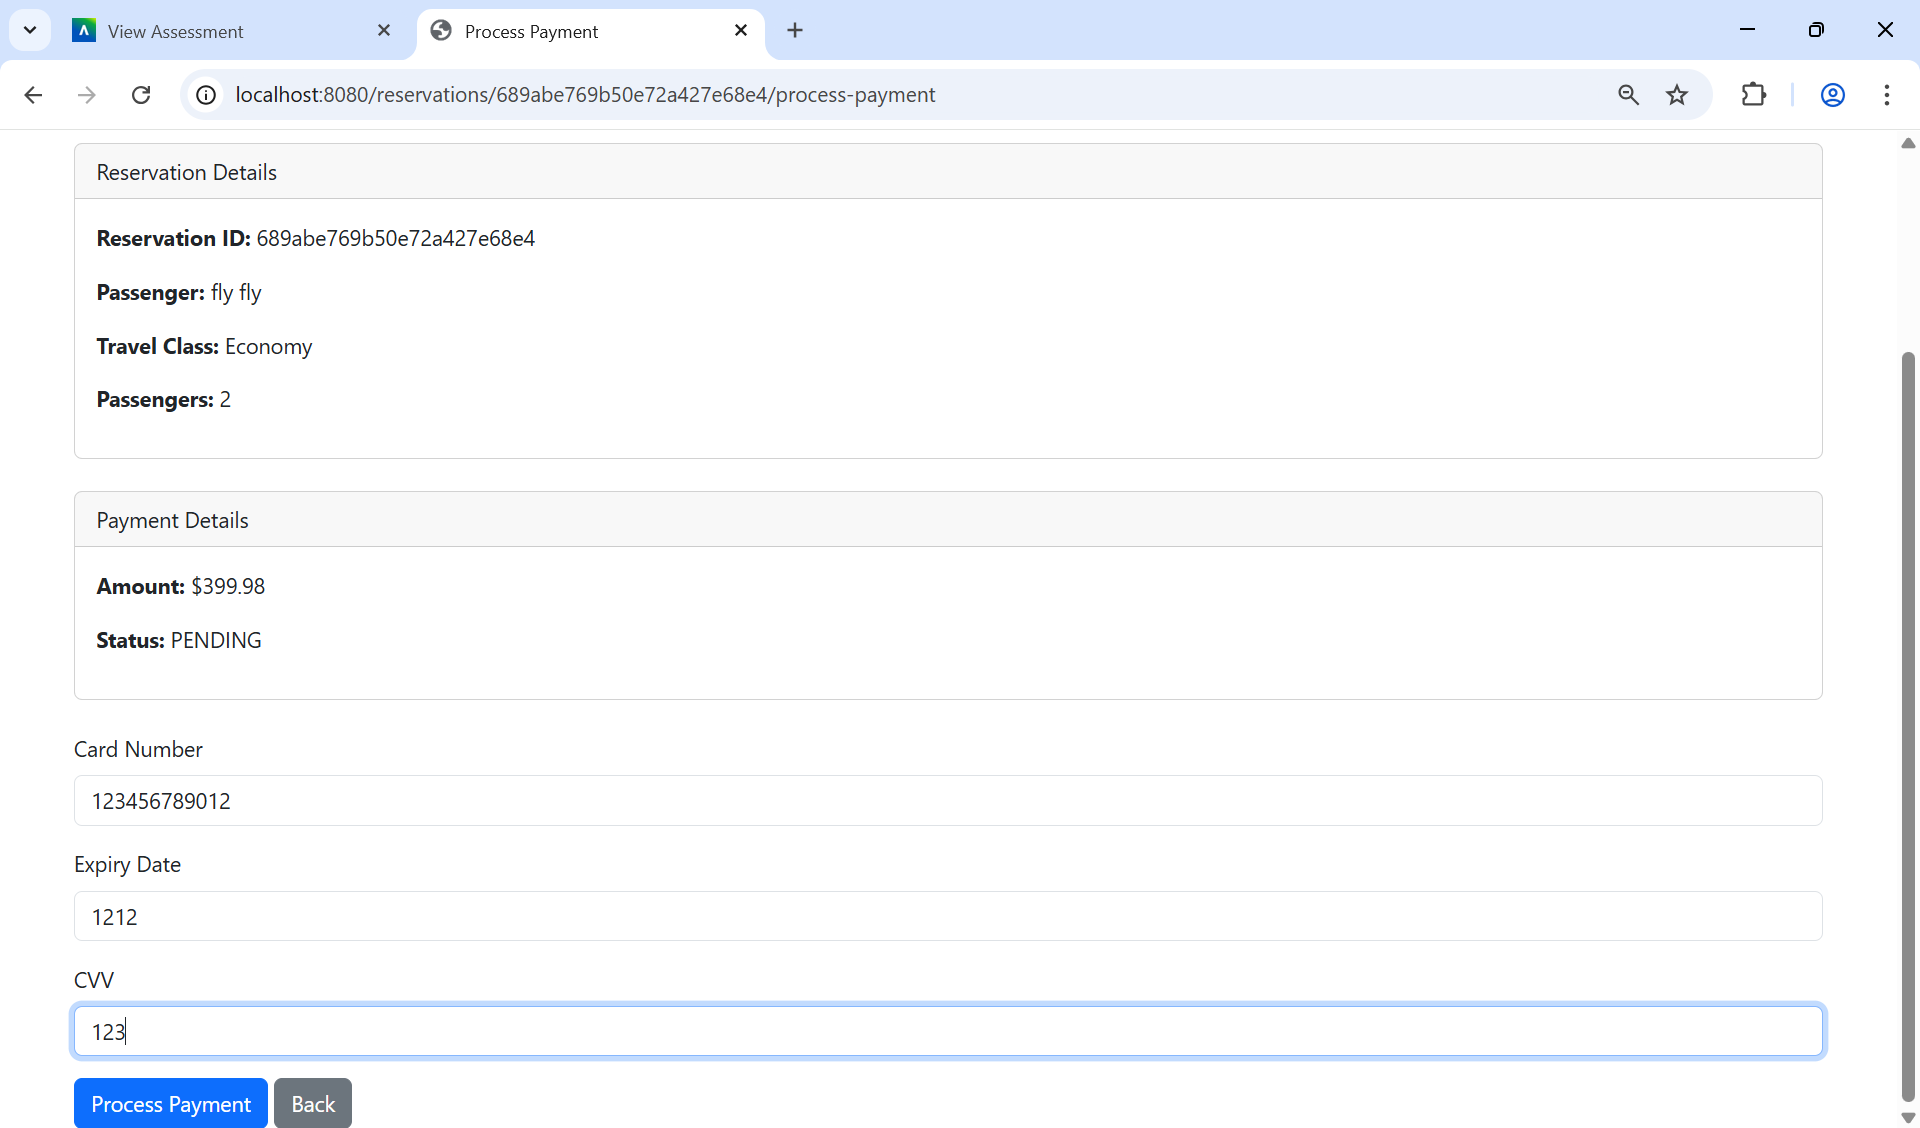 View Assessment
Process Payment
localhost:8080/reservations/689abe769b50e72a427e68e4/process-payment
Reservation Details
Reservation ID: 689abe769b50e72a427e68e4
Passenger: fly fly
Travel Class: Economy
Passengers: 2
Payment Details
Amount: $399.98
Status: PENDING
Card Number
123456789012
Expiry Date
1212
CVV
123
Process Payment Back